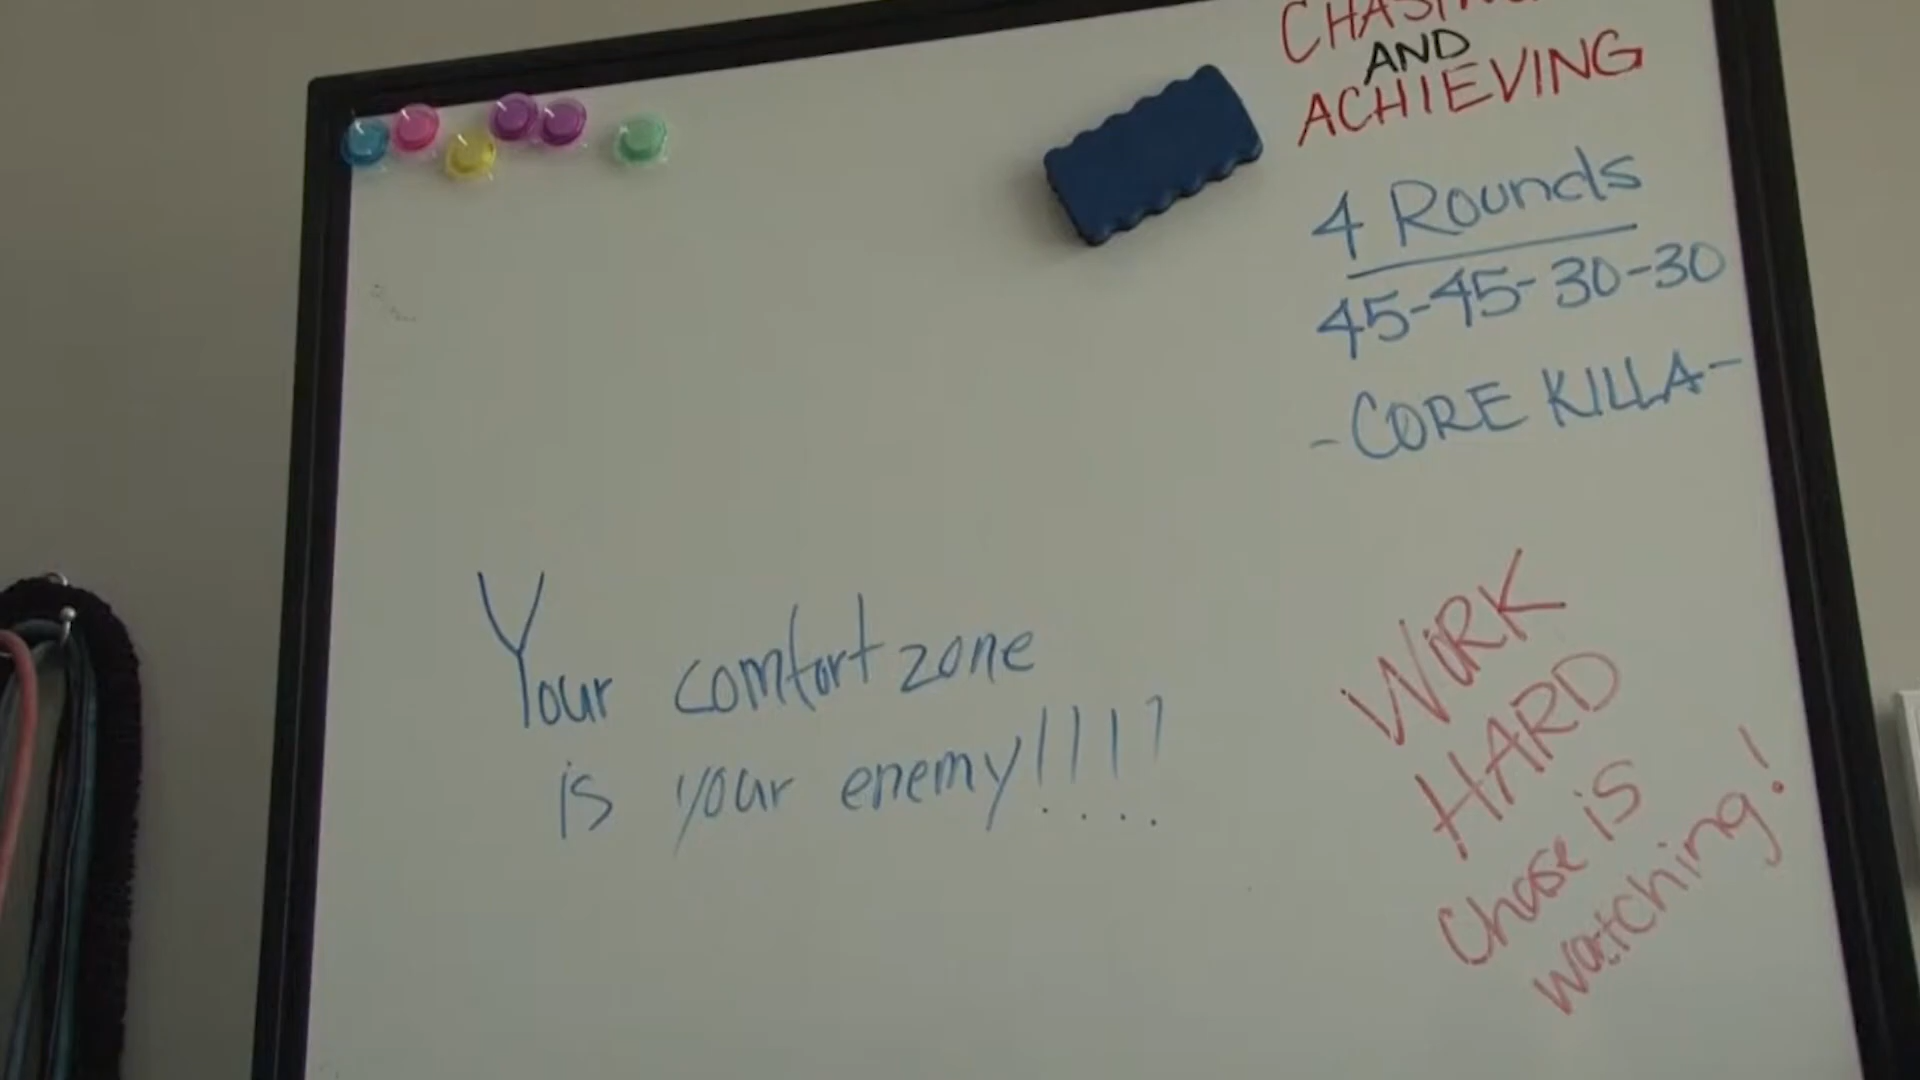 CHASING
AND
ACHIEVING
4 Rounds
45-45-30-30
-CORE KILLA-
Your comfort zone
is your enemy!!!!
WORK
HARD
Chase is
watching!